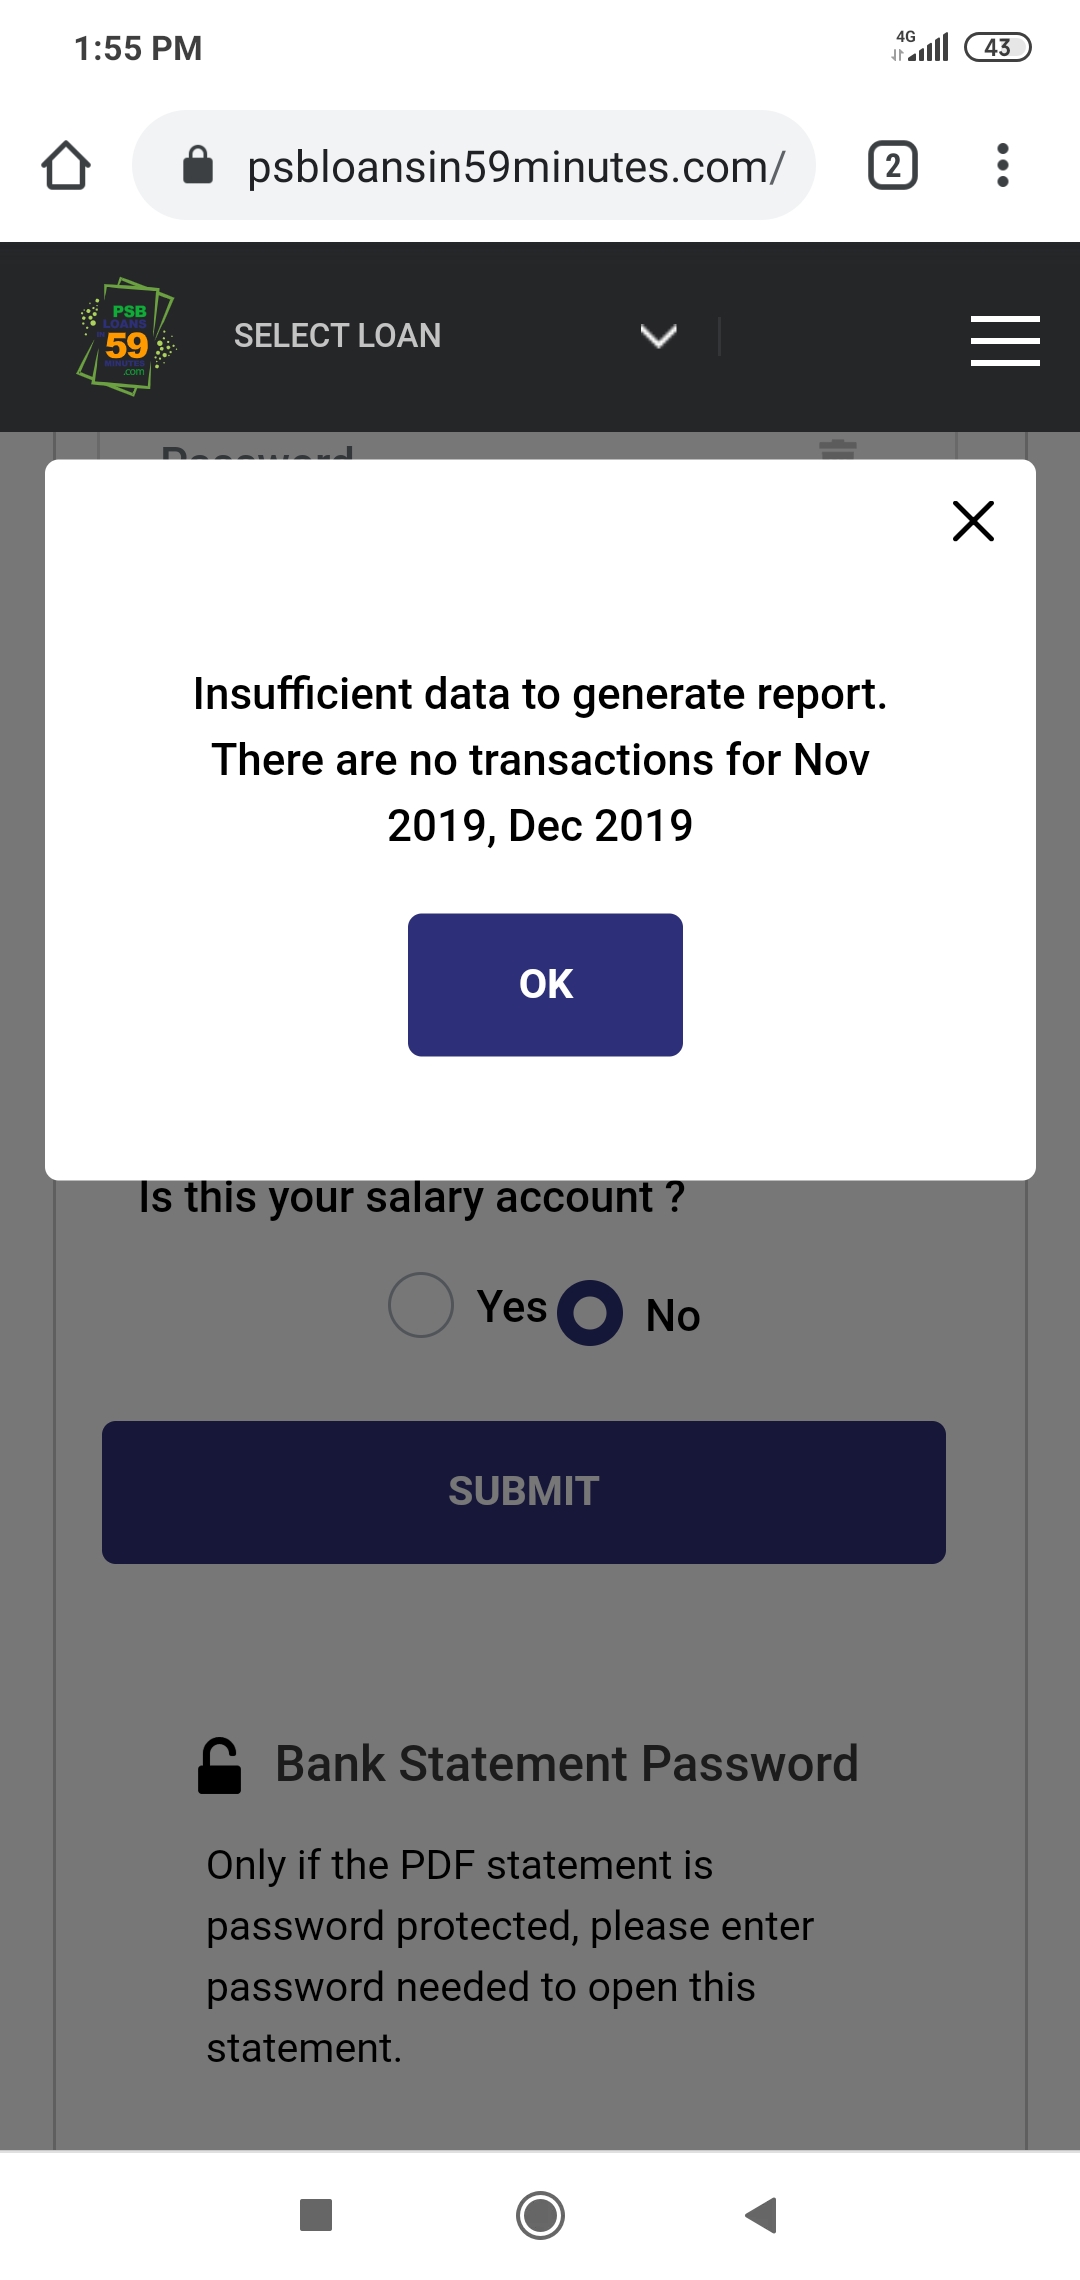 1:55 PM
4G
43
psbloansin59minutes.com/
2
PSB
LOANS
59
MINUTES
.com
SELECT LOAN
Password
Insufficient data to generate report.
There are no transactions for Nov
2019, Dec 2019
OK
Is this your salary account ?
Yes
No
SUBMIT
Bank Statement Password
Only if the PDF statement is
password protected, please enter
password needed to open this
statement.